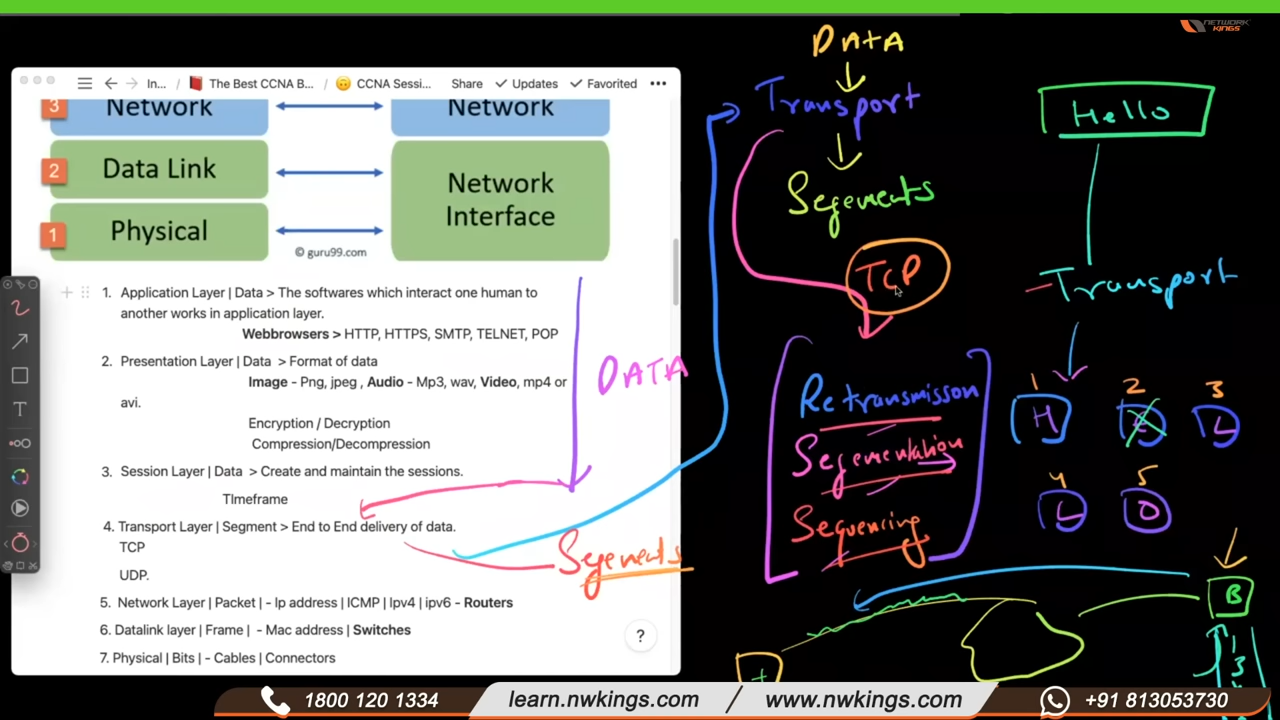 NETWORK
KINGS
In... / The Best CCNA B... / CCNA Sessi... Share Updates Favorited •••
3 Network Network
2 Data Link
Network
Interface
1 Physical
© guru99.com
1. Application Layer | Data > The softwares which interact one human to
another works in application layer.
Webbrowsers > HTTP, HTTPS, SMTP, TELNET, POP
2. Presentation Layer | Data >Format of data
Image - Png, jpeg , Audio - Mp3, wav, Video, mp4 or
avi.
Encryption / Decryption
Compression/Decompression
3. Session Layer | Data > Create and maintain the sessions.
TImeframe
4. Transport Layer | Segment > End to End delivery of data.
TCP
UDP.
5. Network Layer | Packet | - Ip address | ICMP | Ipv4 | ipv6 - Routers
6. Datalink layer | Frame | - Mac address | Switches
7. Physical | Bits | - Cables | Connectors
?
T
DATA
Segements
DATA
Transport
Segements
TCP
Retransmisson
Segementation
Sequencing
Hello
Transport
1 2 3
H L
4 5
L O
B
1
3
1800 120 1334 learn.nwkings.com / www.nwkings.com +91 813053730